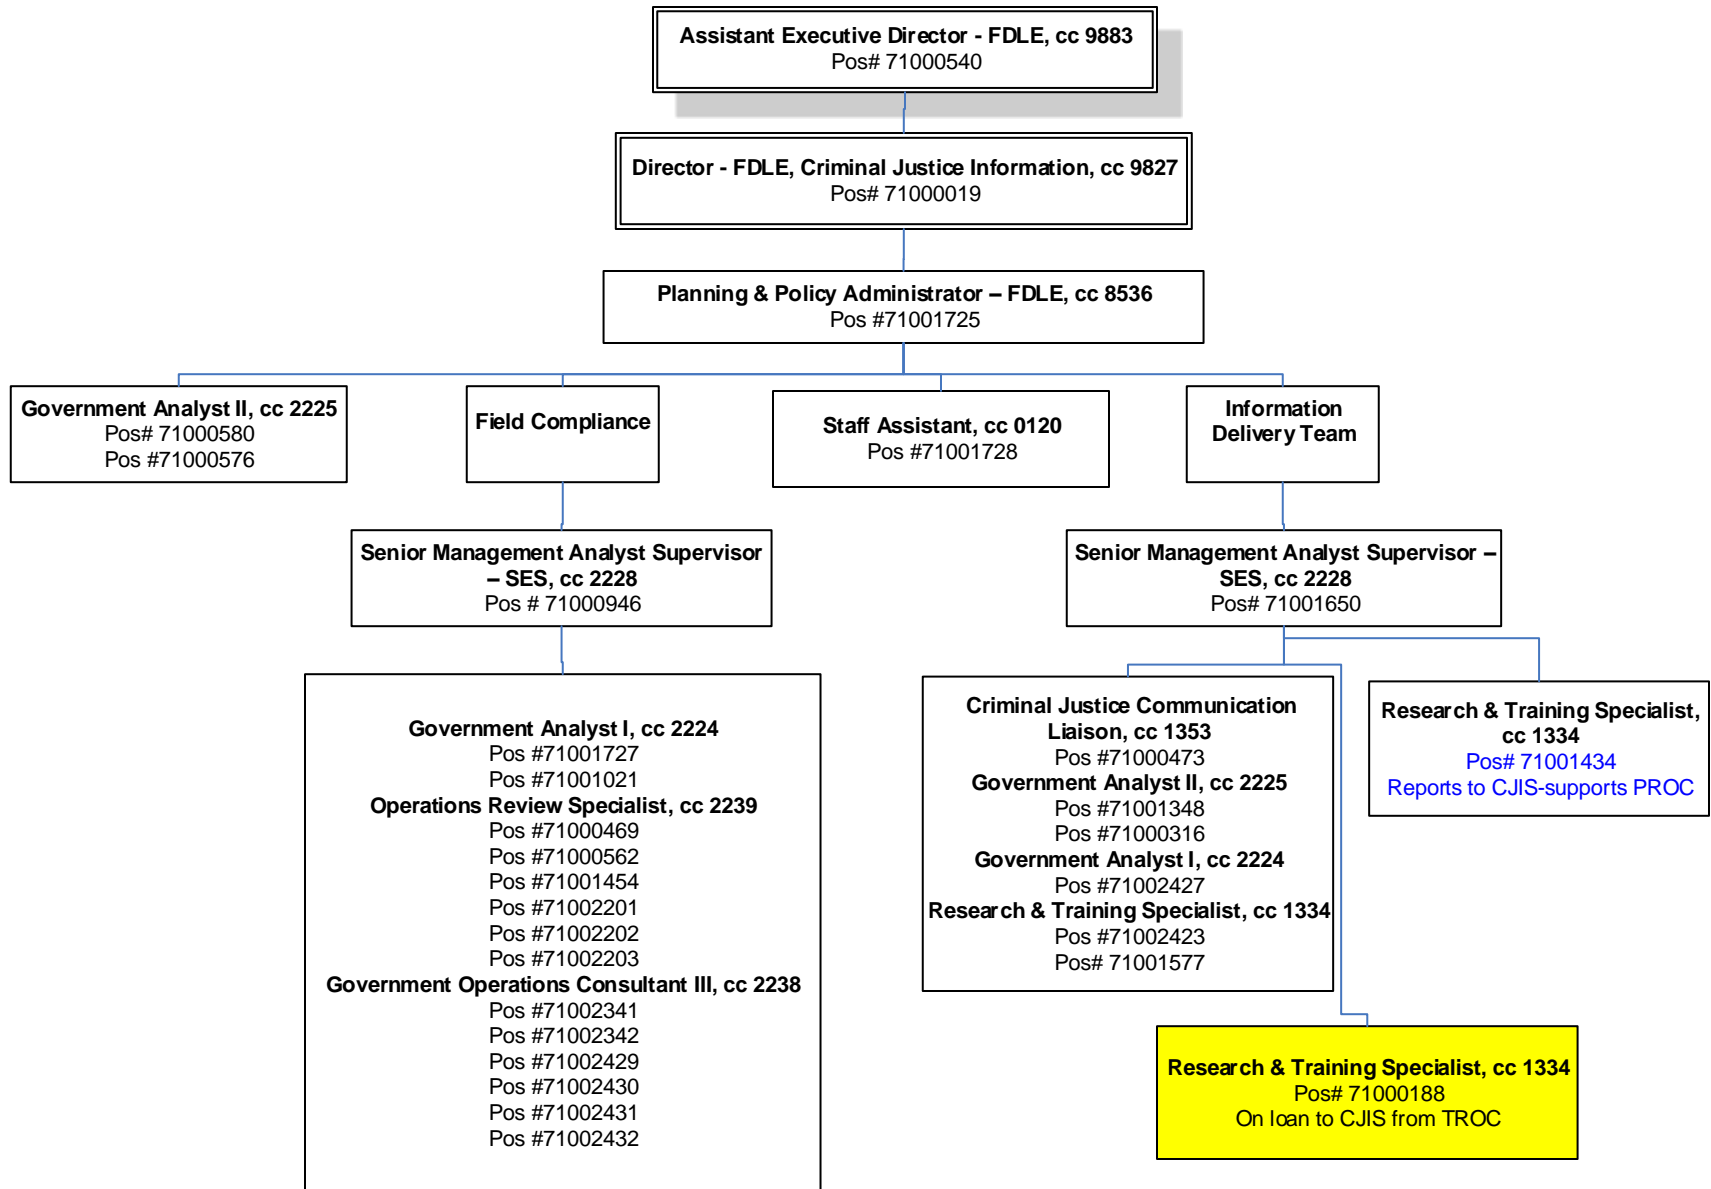 Assistant Executive Director - FDLE, cc 9883
Pos# 71000540
Director - FDLE, Criminal Justice Information, cc 9827
Pos# 71000019
Planning & Policy Administrator – FDLE, cc 8536
Pos #71001725
Government Analyst II, cc 2225
Pos# 71000580
Pos #71000576
Field Compliance
Staff Assistant, cc 0120
Pos #71001728
Information
Delivery Team
Senior Management Analyst Supervisor
– SES, cc 2228
Pos # 71000946
Senior Management Analyst Supervisor –
SES, cc 2228
Pos# 71001650
Government Analyst I, cc 2224
Pos #71001727
Pos #71001021
Operations Review Specialist, cc 2239
Pos #71000469
Pos #71000562
Pos #71001454
Pos #71002201
Pos #71002202
Pos #71002203
Government Operations Consultant III, cc 2238
Pos #71002341
Pos #71002342
Pos #71002429
Pos #71002430
Pos #71002431
Pos #71002432
Criminal Justice Communication
Liaison, cc 1353
Pos #71000473
Government Analyst II, cc 2225
Pos #71001348
Pos #71000316
Government Analyst I, cc 2224
Pos #71002427
Research & Training Specialist, cc 1334
Pos #71002423
Pos# 71001577
Research & Training Specialist,
cc 1334
Pos# 71001434
Reports to CJIS-supports PROC
Research & Training Specialist, cc 1334
Pos# 71000188
On loan to CJIS from TROC